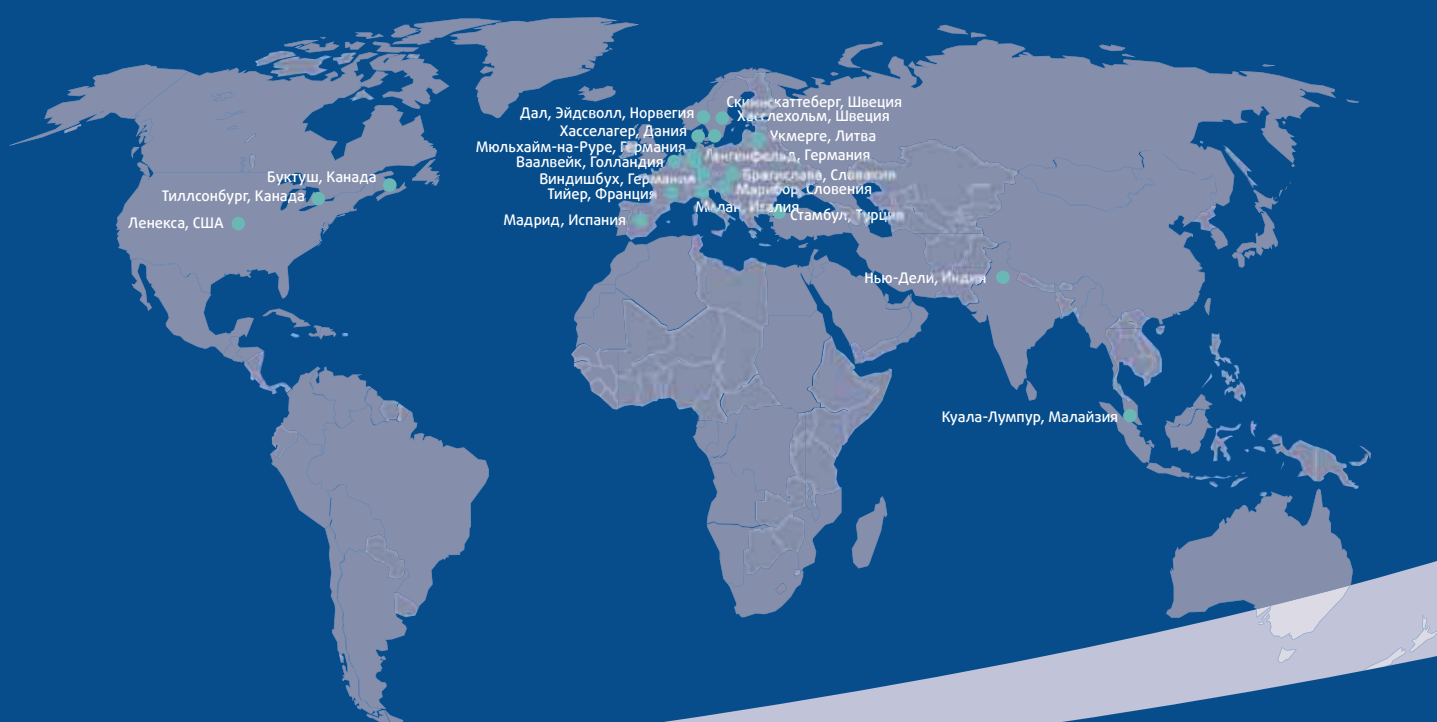 Скиннскаттеберг, Швеция
Дал, Эйдсволл, Норвегия
Хасслехольм, Швеция
Хасселагер, Дания
Укмерге, Литва
Мюльхайм-на-Руре, Германия
Лангенфельд, Германия
Ваалвейк, Голландия
Братислава, Словакия
Виндишбух, Германия
Марибор, Словения
Тийер, Франция
Милан, Италия
Стамбул, Турция
Мадрид, Испания
Буктуш, Канада
Тиллсонбург, Канада
Ленекса, США
Нью-Дели, Индия
Куала-Лумпур, Малайзия